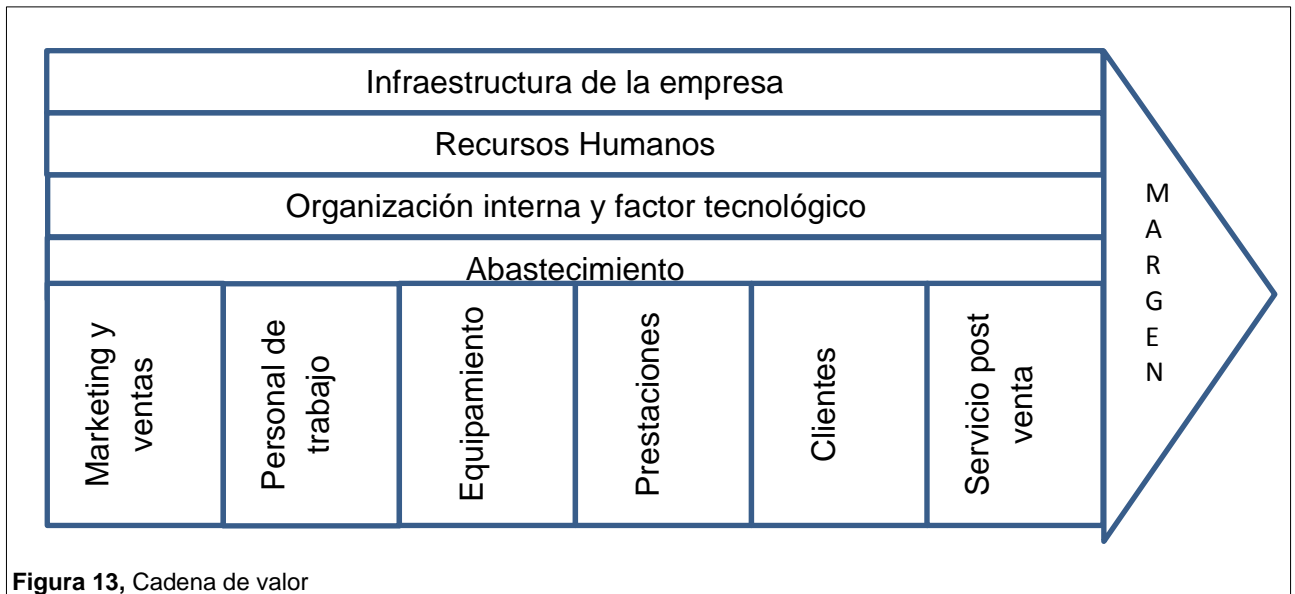 Infraestructura de la empresa
Recursos Humanos
Organización interna y factor tecnológico
Abastecimiento
Marketing y
ventas
Personal de
trabajo
Equipamiento
Prestaciones
Clientes
Servicio post
venta
M
A
R
G
E
N
Figura 13, Cadena de valor